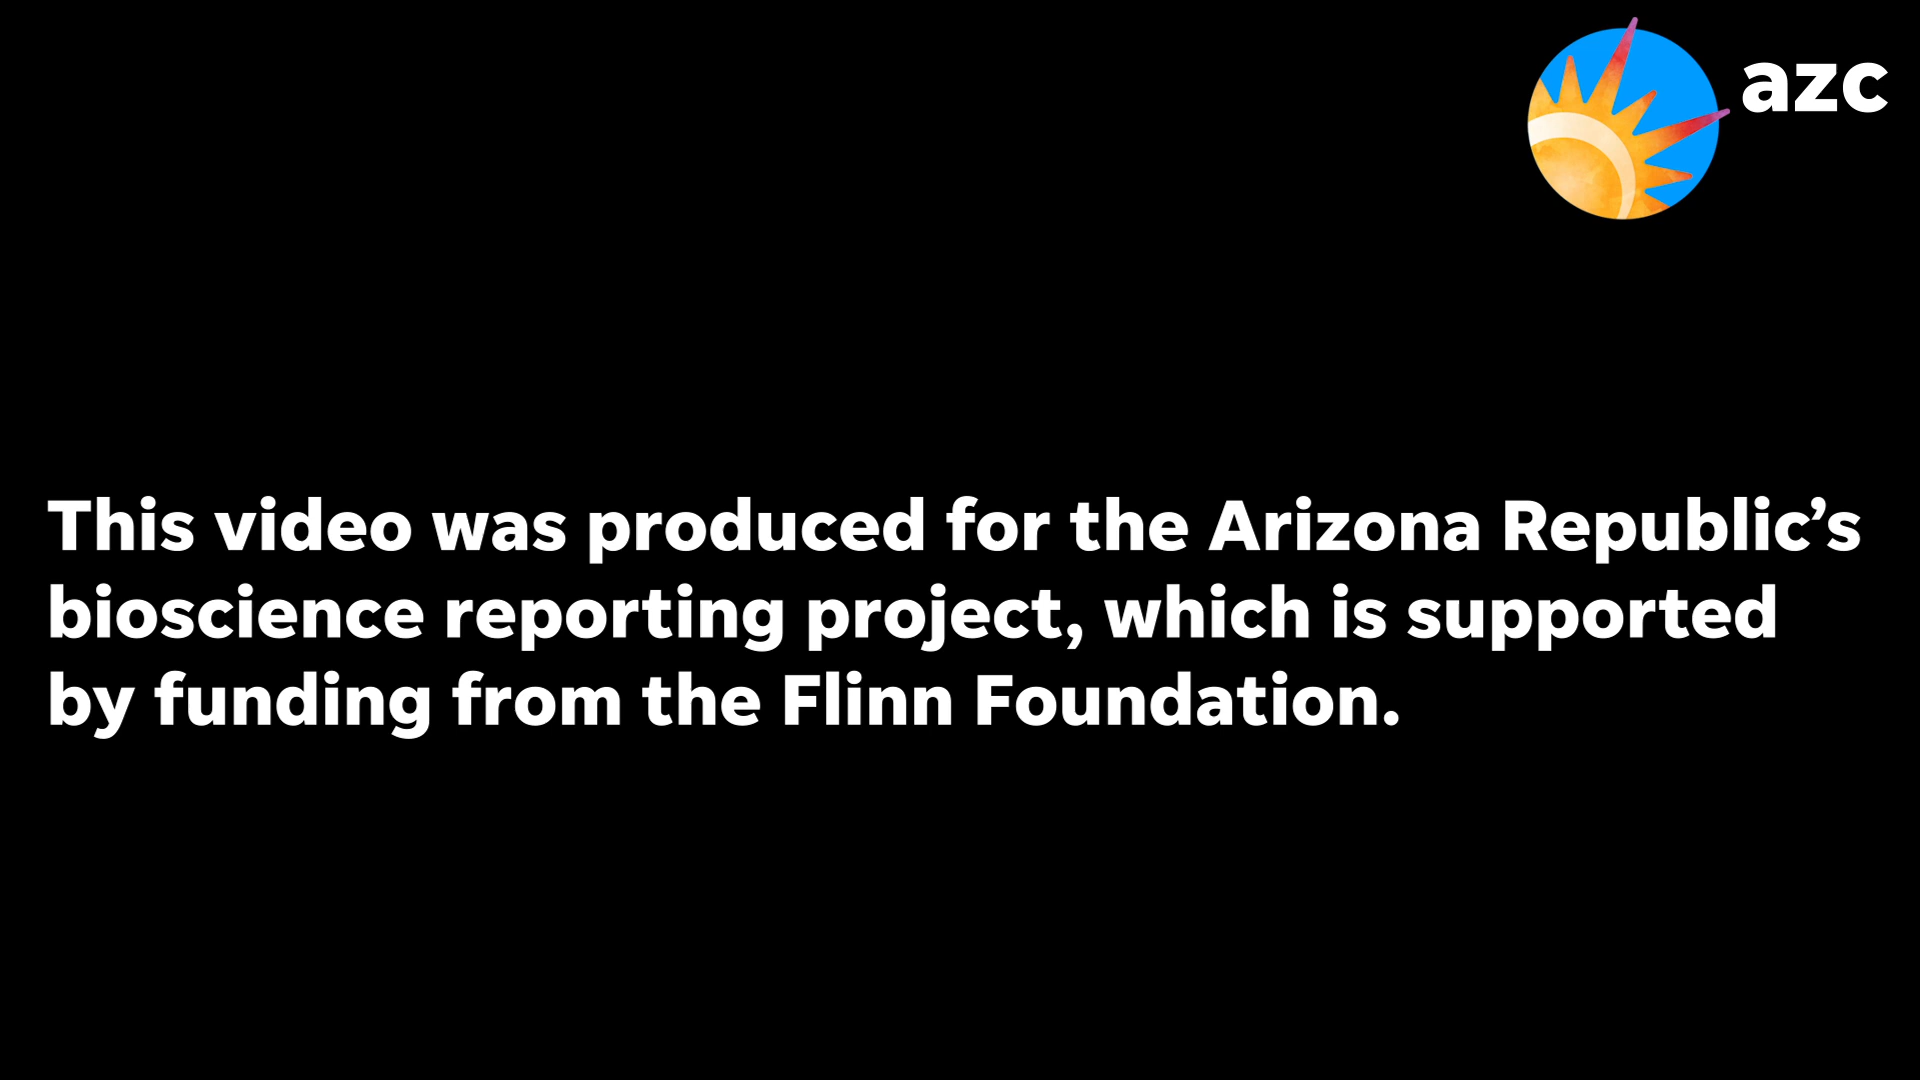 azc
This video was produced for the Arizona Republic’s
bioscience reporting project, which is supported
by funding from the Flinn Foundation.